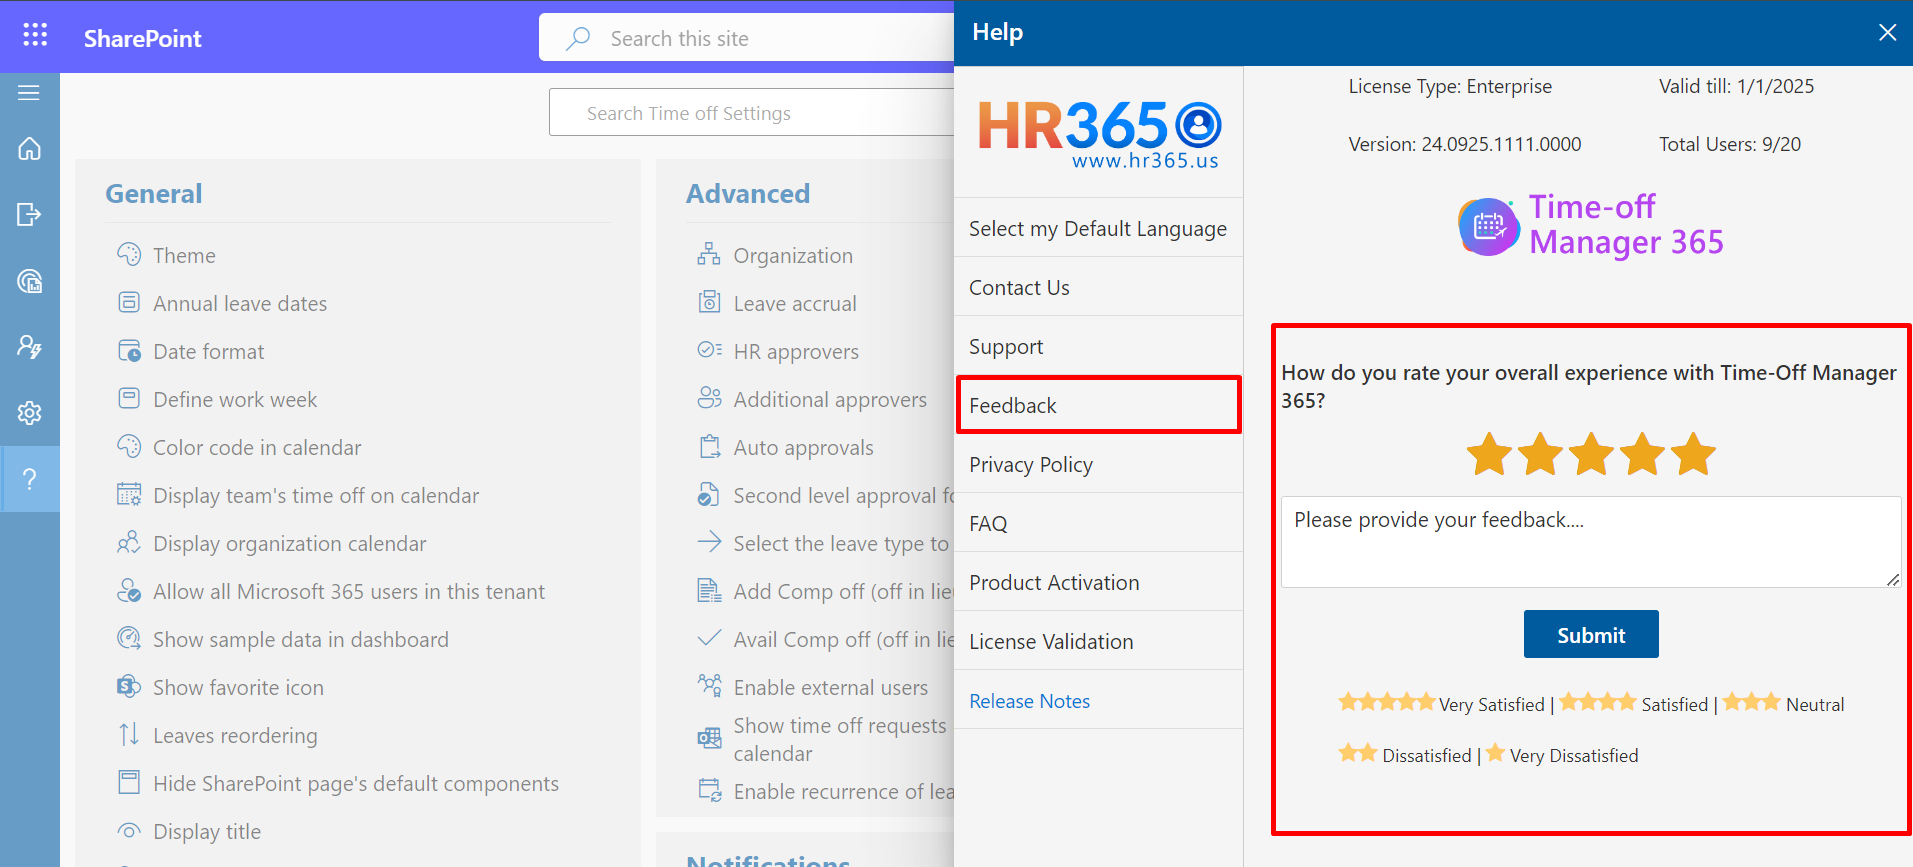 SharePoint
Search this site
Search Time off Settings
General
Theme
Annual leave dates
Date format
Define work week
Color code in calendar
Display team's time off on calendar
Display organization calendar
Allow all Microsoft 365 users in this tenant
Show sample data in dashboard
Show favorite icon
Leaves reordering
Hide SharePoint page's default components
Display title
Advanced
Organization
Leave accrual
HR approvers
Additional approvers
Auto approvals
Second level approval fo
Select the leave type to
Add Comp off (off in lie
Avail Comp off (off in lie
Enable external users
Show time off requests
calendar
Enable recurrence of lea
Notifications
Help
HR365
www.hr365.us
Select my Default Language
Contact Us
Support
Feedback
Privacy Policy
FAQ
Product Activation
License Validation
Release Notes
License Type: Enterprise
Valid till: 1/1/2025
Version: 24.0925.1111.0000
Total Users: 9/20
Time-off
Manager 365
How do you rate your overall experience with Time-Off Manager
365?
Please provide your feedback....
Submit
Very Satisfied | Satisfied | Neutral
Dissatisfied | Very Dissatisfied